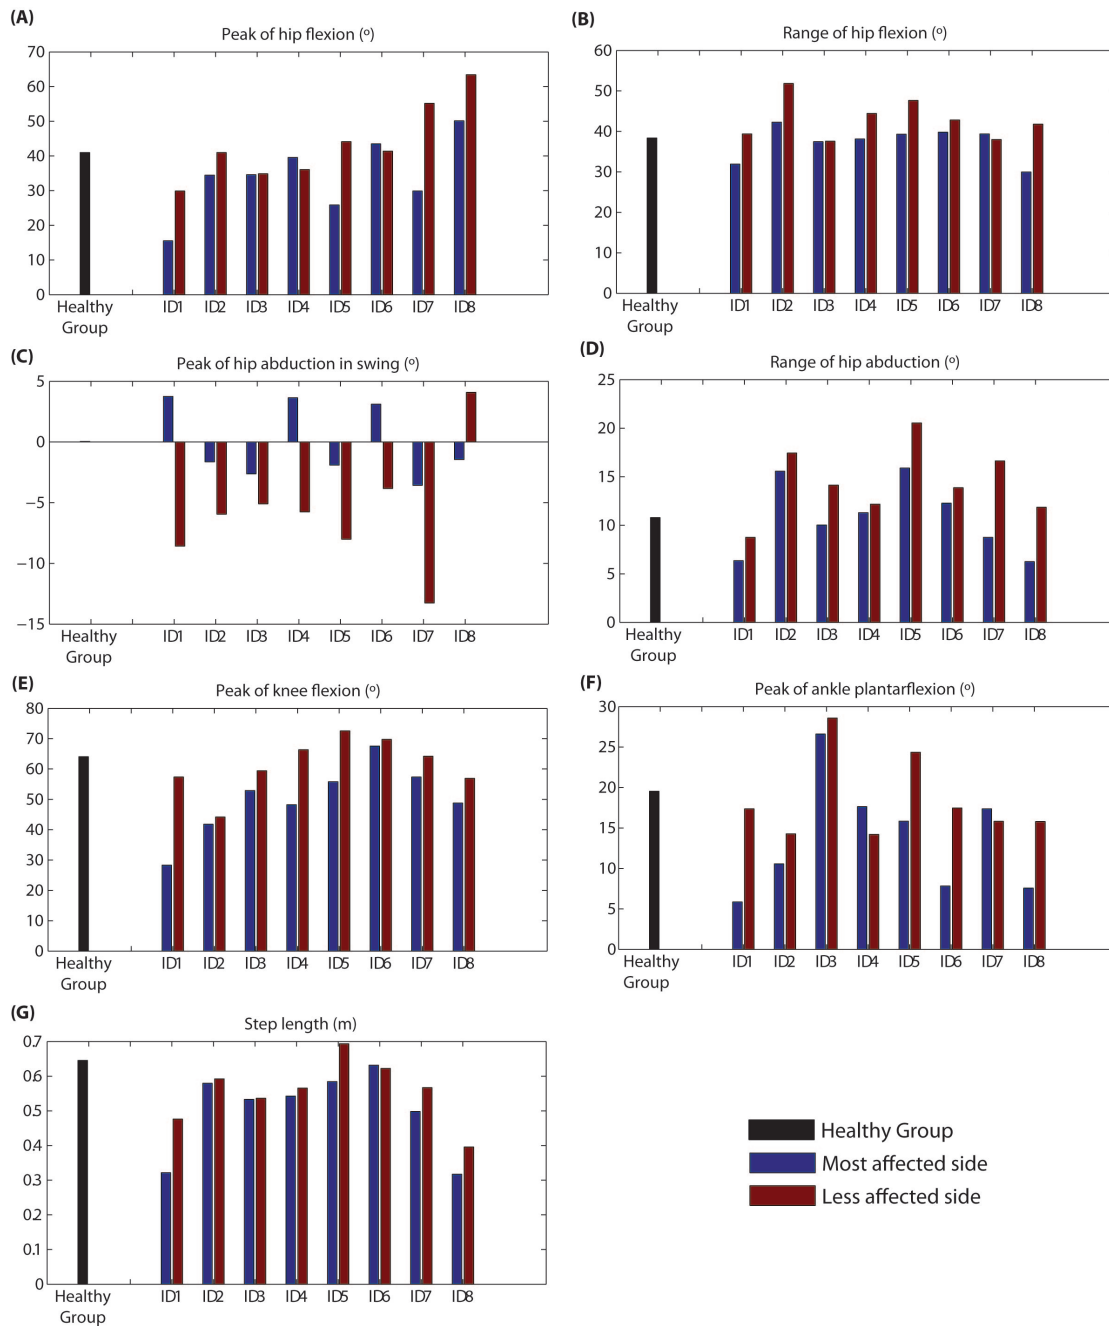 (A)
Peak of hip flexion (º)
70
60
50
40
30
20
10
0
Healthy
Group
ID1 ID2 ID3 ID4 ID5 ID6 ID7 ID8
(B)
Range of hip flexion (º)
60
50
40
30
20
10
0
Healthy
Group
ID1 ID2 ID3 ID4 ID5 ID6 ID7 ID8
(C)
Peak of hip abduction in swing (º)
5
0
−5
−10
−15
Healthy
Group
ID1 ID2 ID3 ID4 ID5 ID6 ID7 ID8
(D)
Range of hip abduction (º)
25
20
15
10
5
0
Healthy
Group
ID1 ID2 ID3 ID4 ID5 ID6 ID7 ID8
(E)
Peak of knee flexion (º)
80
70
60
50
40
30
20
10
0
Healthy
Group
ID1 ID2 ID3 ID4 ID5 ID6 ID7 ID8
(F)
Peak of ankle plantarflexion (º)
30
25
20
15
10
5
0
Healthy
Group
ID1 ID2 ID3 ID4 ID5 ID6 ID7 ID8
(G)
Step length (m)
0.7
0.6
0.5
0.4
0.3
0.2
0.1
0
Healthy
Group
ID1 ID2 ID3 ID4 ID5 ID6 ID7 ID8
Healthy Group
Most affected side
Less affected side